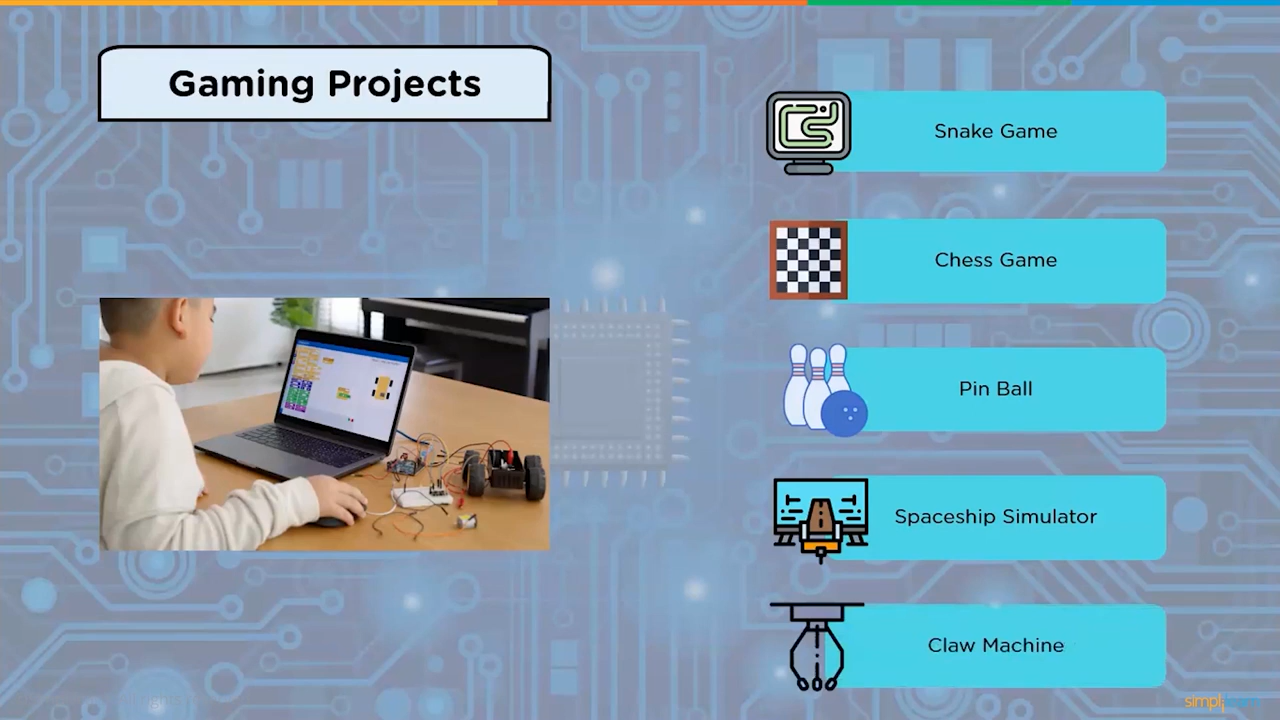 Gaming Projects
Snake Game
Chess Game
Pin Ball
Spaceship Simulator
Claw Machine